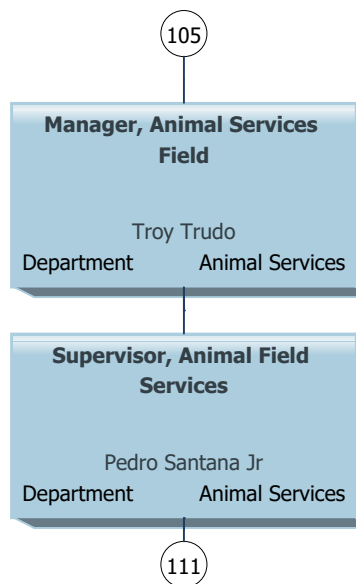 105
Manager, Animal Services
Field
Troy Trudo
Department Animal Services
Supervisor, Animal Field
Services
Pedro Santana Jr
Department Animal Services
111